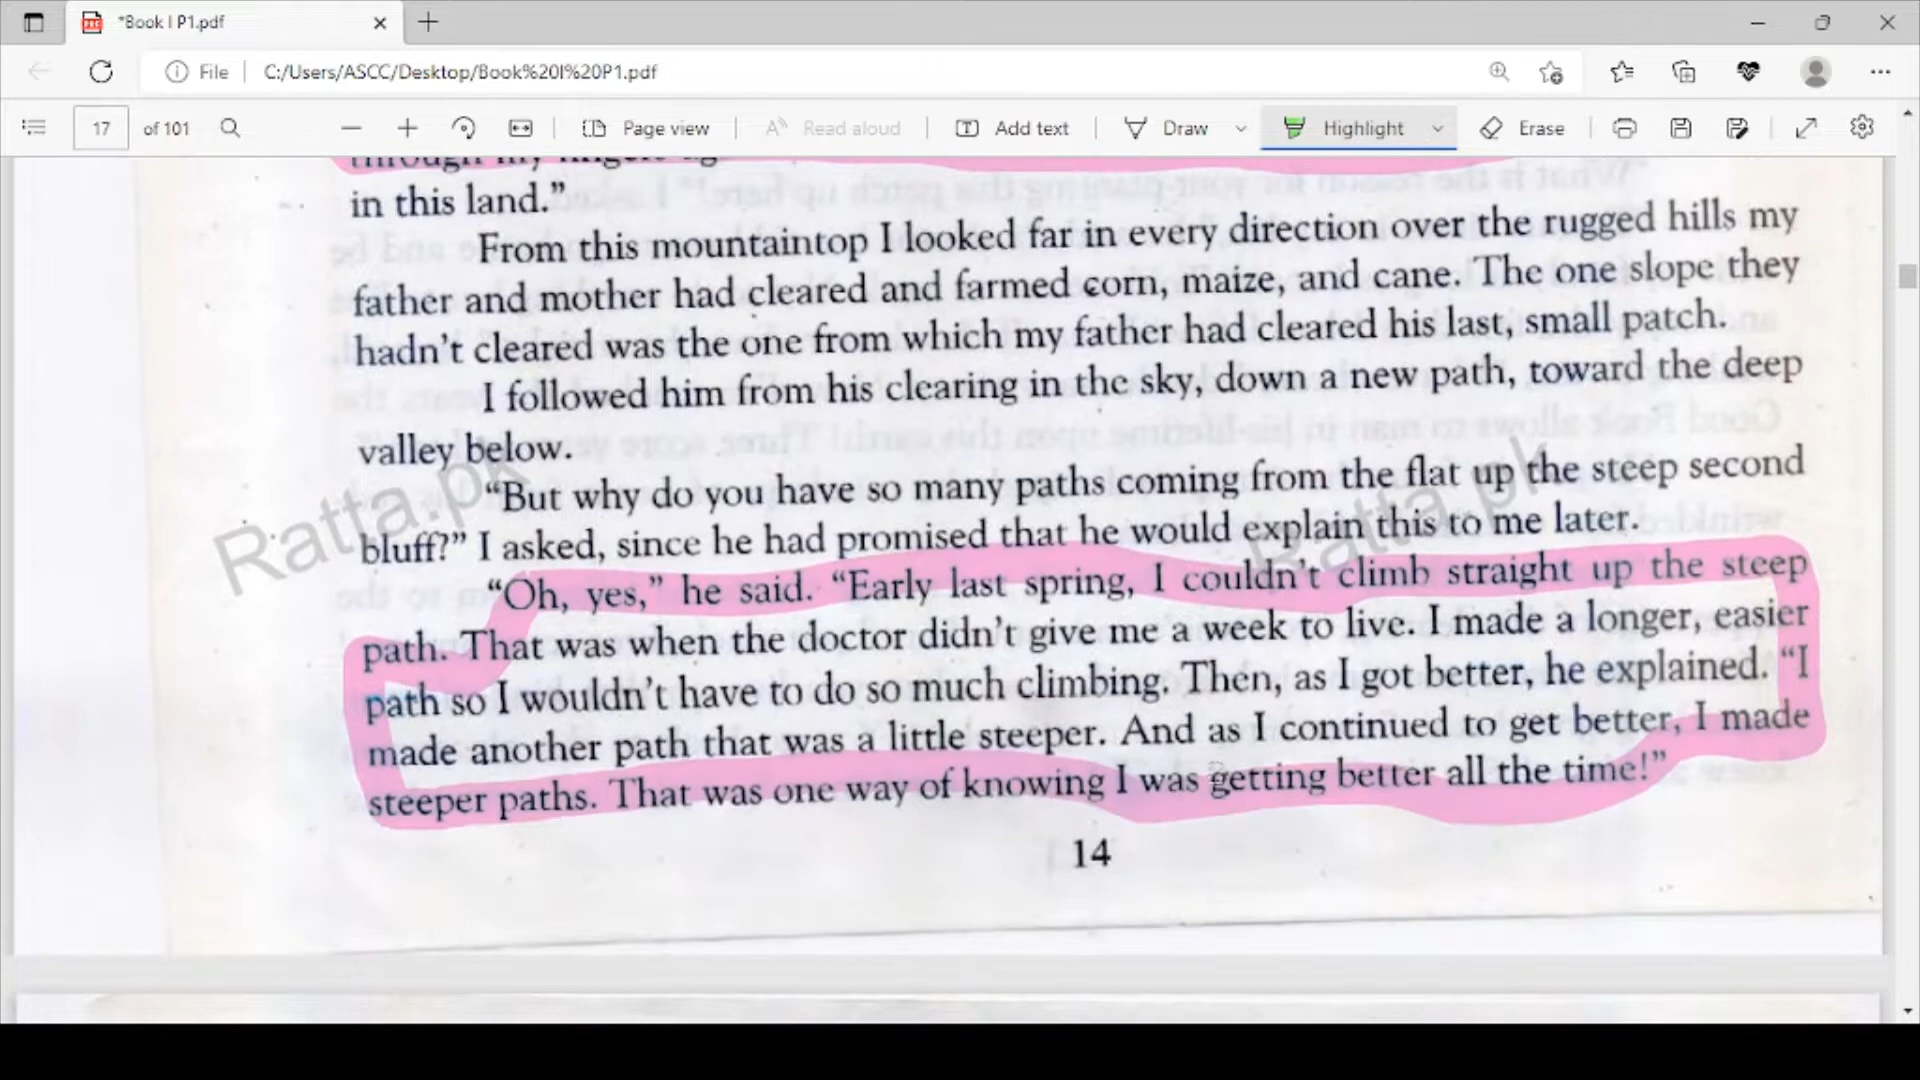 *Book I P1.pdf
File
C:/Users/ASCC/Desktop/Book%20I%20P1.pdf
17 of 101
Page view
Read aloud
Add text
Draw
Highlight
Erase
through my fingers
in this land.”
From this mountaintop I looked far in every direction over the rugged hills my
father and mother had cleared and farmed corn, maize, and cane. The one slope they
hadn’t cleared was the one from which my father had cleared his last, small patch.
I followed him from his clearing in the sky, down a new path, toward the deep
valley below.
“But why do you have so many paths coming from the flat up the steep second
bluff?” I asked, since he had promised that he would explain this to me later.
“Oh, yes,” he said. “Early last spring, I couldn’t climb straight up the steep
path. That was when the doctor didn’t give me a week to live. I made a longer, easier
path so I wouldn’t have to do so much climbing. Then, as I got better, he explained. “I
made another path that was a little steeper. And as I continued to get better, I made
steeper paths. That was one way of knowing I was getting better all the time!”
14
Ratta.pk
Ratta.pk